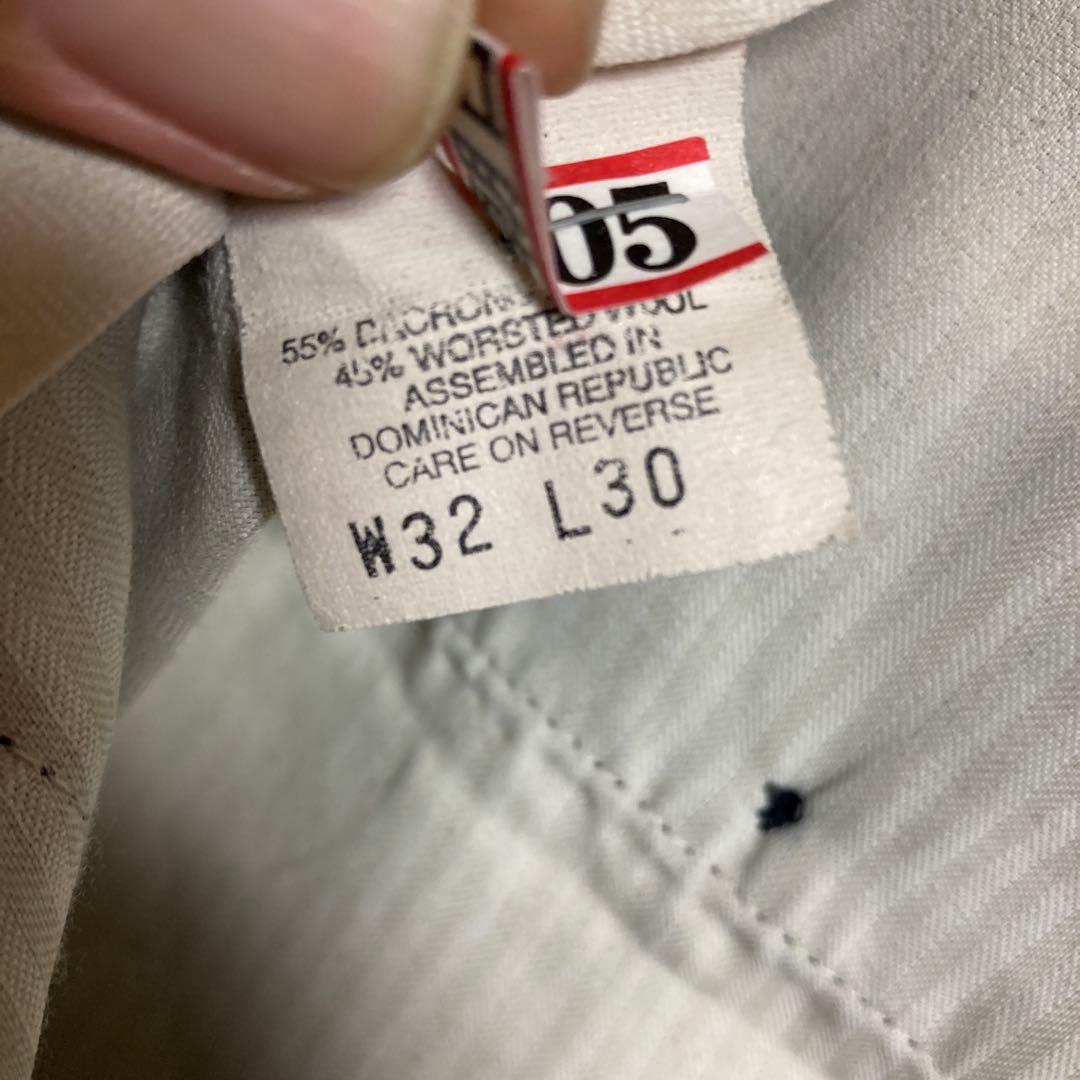 05
55% DACRON
45% WORSTED WOOL
ASSEMBLED IN
DOMINICAN REPUBLIC
CARE ON REVERSE
W32 L30